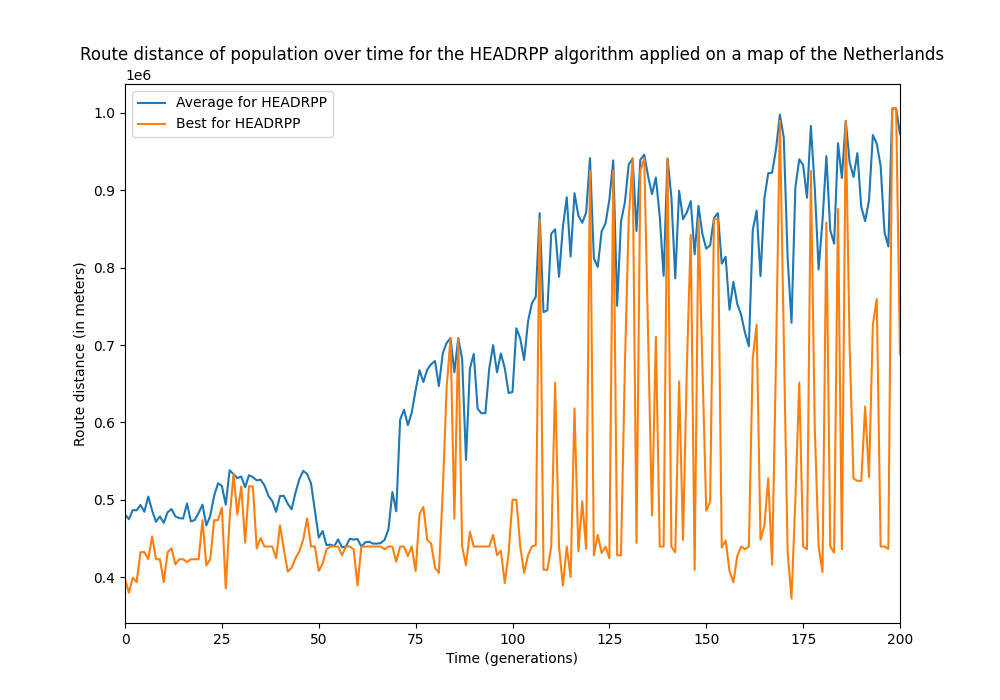 Route distance of population over time for the HEADRPP algorithm applied on a map of the Netherlands
1e6
Average for HEADRPP
Best for HEADRPP
Route distance (in meters)
1.0
0.9
0.8
0.7
0.6
0.5
0.4
0 25 50 75 100 125 150 175 200
Time (generations)